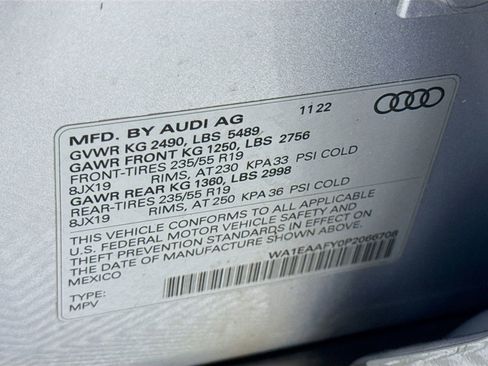 MFD. BY AUDI AG 11 22
GVWR KG 2490, LBS 5489
GAWR FRONT KG 1250, LBS 2756
FRONT-TIRES 235/55 R19
8JX19 RIMS, AT 230 KPA 33 PSI COLD
GAWR REAR KG 1360, LBS 2998
REAR-TIRES 235/55 R19
8JX19 RIMS, AT 250 KPA 36 PSI COLD
THIS VEHICLE CONFORMS TO ALL APPLICABLE
U.S. FEDERAL MOTOR VEHICLE SAFETY AND
THEFT PREVENTION STANDARDS IN EFFECT ON
THE DATE OF MANUFACTURE SHOWN ABOVE.
MEXICO
WA1EAAFY0P2066708
TYPE:
MPV